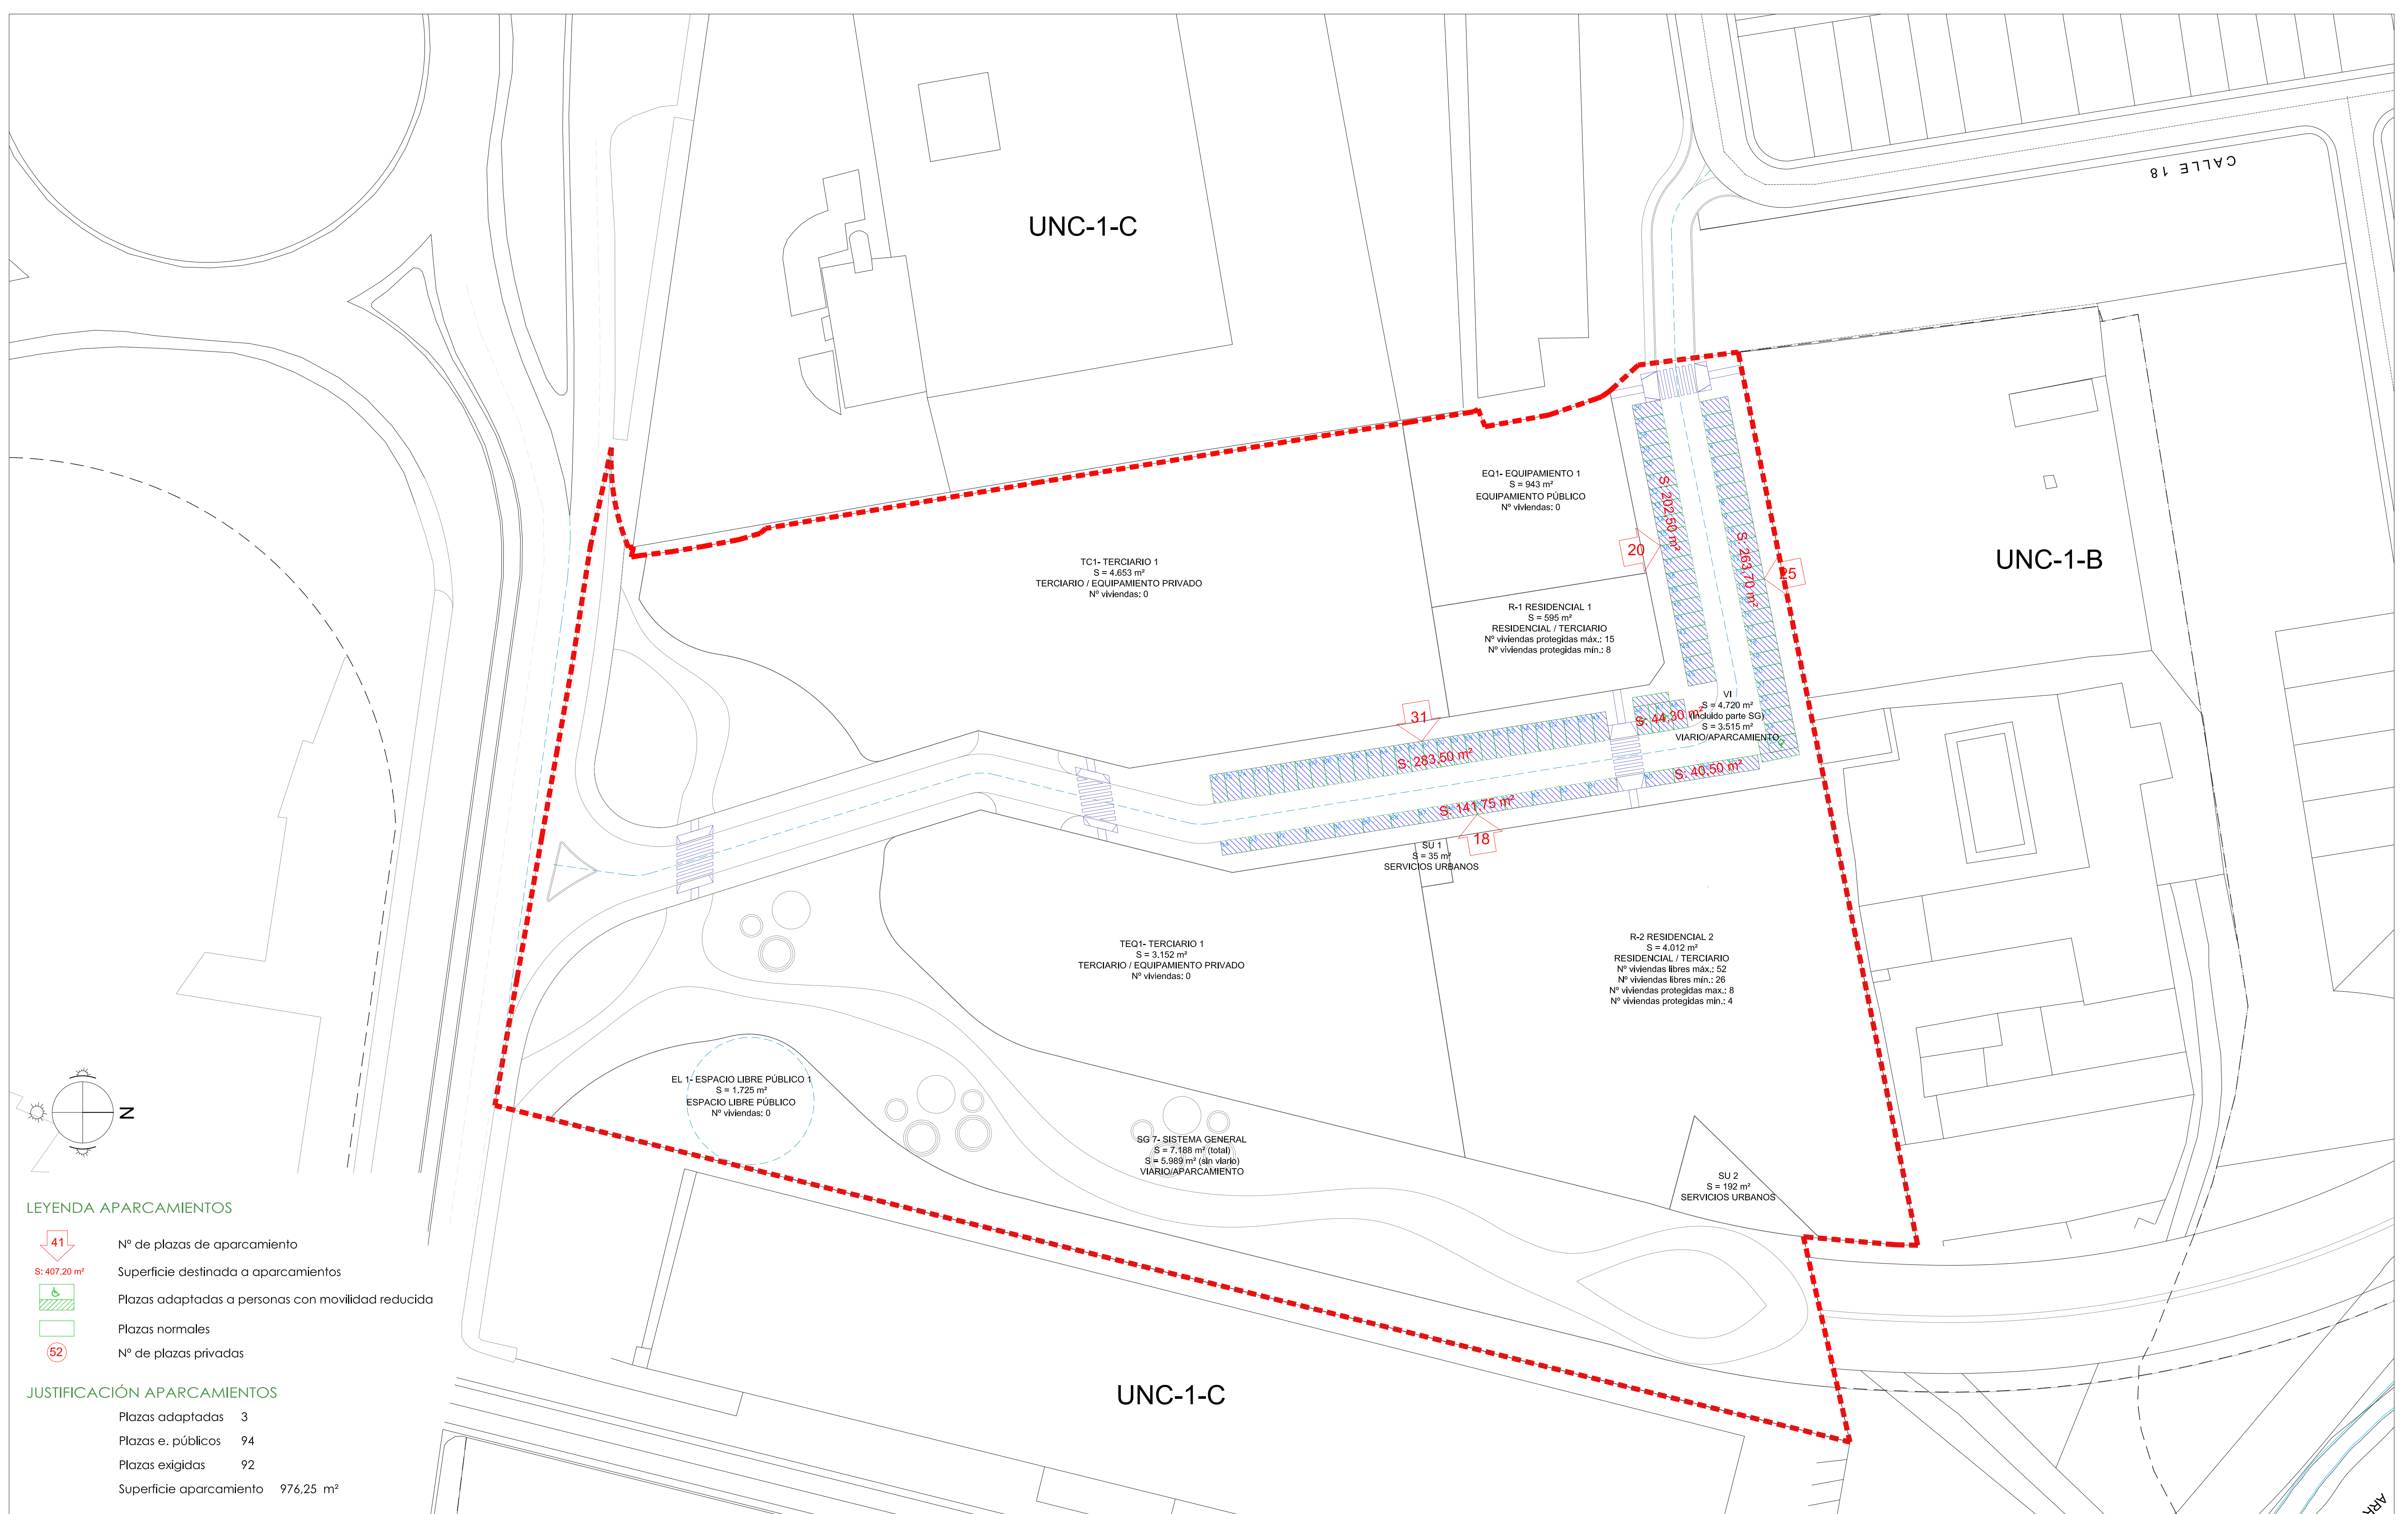 CALLE 18
UNC-1-C
UNC-1-B
EQ1- EQUIPAMIENTO 1
S = 943 m²
EQUIPAMIENTO PÚBLICO
Nº viviendas: 0
S: 202,50 m²
20
S: 263,70 m²
25
TC1- TERCIARIO 1
S = 4.653 m²
TERCIARIO / EQUIPAMIENTO PRIVADO
Nº viviendas: 0
R-1 RESIDENCIAL 1
S = 595 m²
RESIDENCIAL / TERCIARIO
Nº viviendas protegidas máx.: 15
Nº viviendas protegidas mín.: 8
31
S: 283,50 m²
S: 44,30 m²
VI
S = 4.720 m²
(incluido parte SG)
S = 3.515 m²
VIARIO/APARCAMIENTO
S: 40,50 m²
S: 141,75 m²
18
SU 1
S = 35 m²
SERVICIOS URBANOS
TEQ1- TERCIARIO 1
S = 3.152 m²
TERCIARIO / EQUIPAMIENTO PRIVADO
Nº viviendas: 0
R-2 RESIDENCIAL 2
S = 4.012 m²
RESIDENCIAL / TERCIARIO
Nº viviendas libres máx.: 52
Nº viviendas libres mín.: 26
Nº viviendas protegidas max.: 8
Nº viviendas protegidas min.: 4
EL 1- ESPACIO LIBRE PÚBLICO 1
S = 1.725 m²
ESPACIO LIBRE PÚBLICO
Nº viviendas: 0
SG 7- SISTEMA GENERAL
S = 7.188 m² (total)
S = 5.989 m² (sin viario)
VIARIO/APARCAMIENTO
SU 2
S = 192 m²
SERVICIOS URBANOS
N
UNC-1-C
LEYENDA APARCAMIENTOS
41 Nº de plazas de aparcamiento
S: 407,20 m² Superficie destinada a aparcamientos
Plazas adaptadas a personas con movilidad reducida
Plazas normales
52 Nº de plazas privadas
JUSTIFICACIÓN APARCAMIENTOS
Plazas adaptadas 3
Plazas e. públicos 94
Plazas exigidas 92
Superficie aparcamiento 976,25 m²